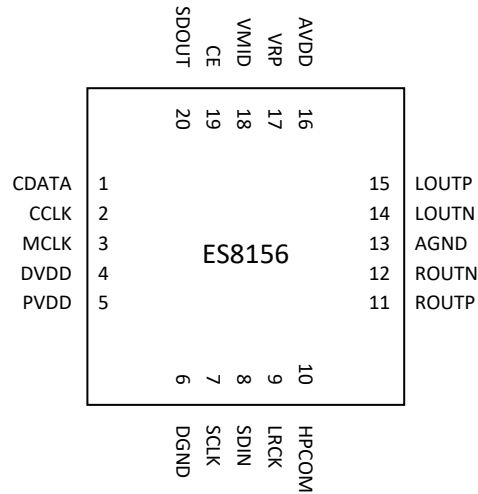 SDOUT CE VMID VRP AVDD
20 19 18 17 16
CDATA 1 15 LOUTP
CCLK 2 14 LOUTN
MCLK 3 13 AGND
ES8156
DVDD 4 12 ROUTN
PVDD 5 11 ROUTP
6 7 8 9 10
DGND SCLK SDIN LRCK HPCOM